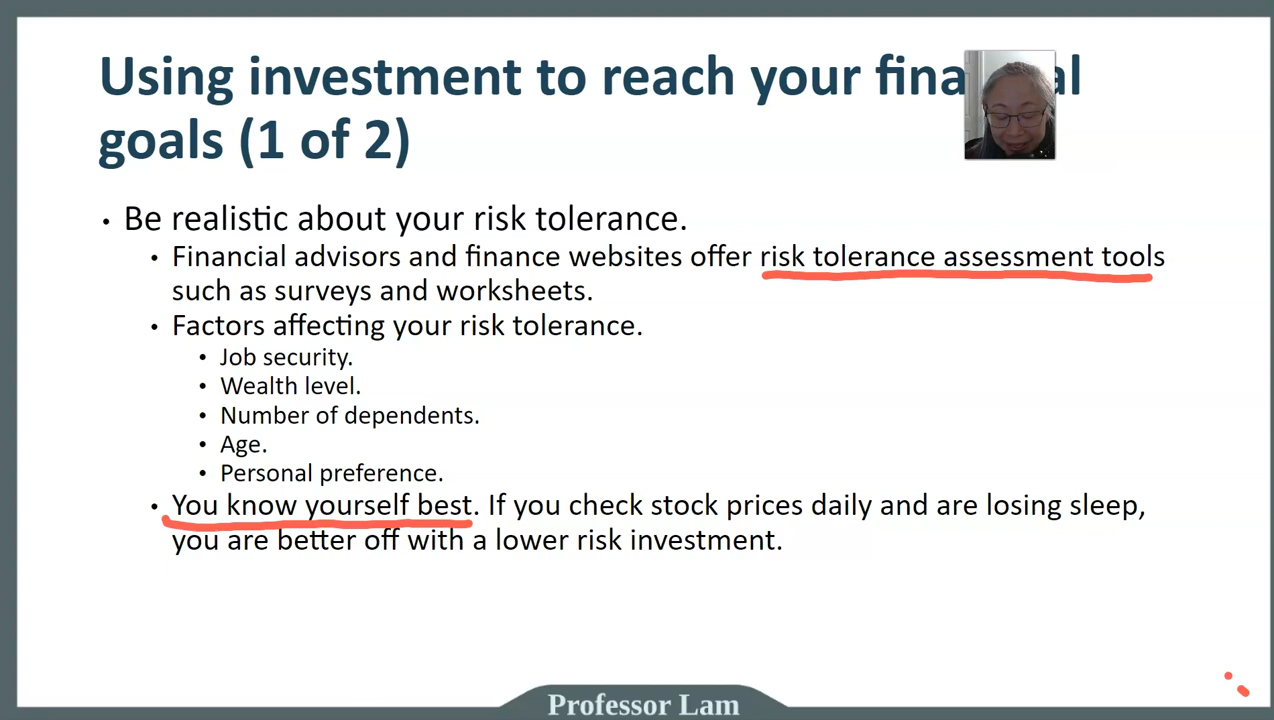 Using investment to reach your financial
goals (1 of 2)
• Be realistic about your risk tolerance.
• Financial advisors and finance websites offer risk tolerance assessment tools
such as surveys and worksheets.
• Factors affecting your risk tolerance.
• Job security.
• Wealth level.
• Number of dependents.
• Age.
• Personal preference.
• You know yourself best. If you check stock prices daily and are losing sleep,
you are better off with a lower risk investment.
Professor Lam